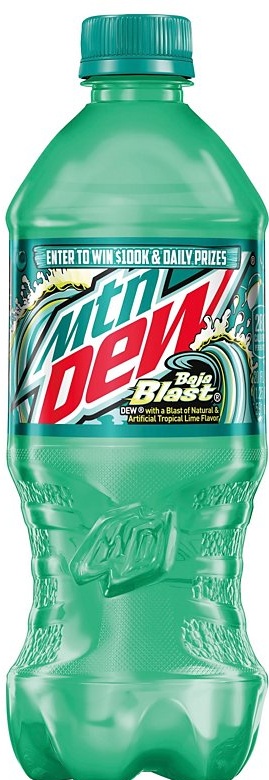 ENTER TO WIN $100K & DAILY PRIZES
mtn
DEW®
Baja
Blast®
DEW® with a Blast of Natural &
Artificial Tropical Lime Flavor